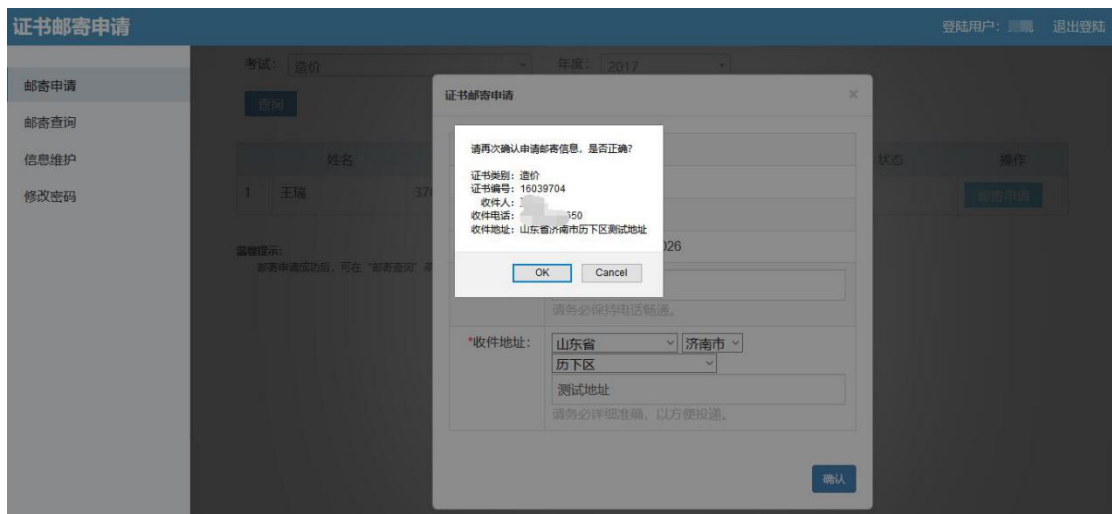 证书邮寄申请
登陆用户：
退出登陆
邮寄申请
邮寄查询
信息维护
修改密码
考试：
造价
年度：
2017
查询
姓名
状态
操作
1
王瑞
370
邮寄申请
温馨提示：
邮寄申请成功后，可在“邮寄查询”菜
证书邮寄申请
×
请再次确认申请邮寄信息，是否正确？
证书类别：造价
证书编号：16039704
收件人：
收件电话： 650
收件地址：山东省济南市历下区测试地址
OK
Cancel
026
请务必保持电话畅通。
*收件地址：
山东省
济南市
历下区
测试地址
请务必详细准确，以方便投递。
确认